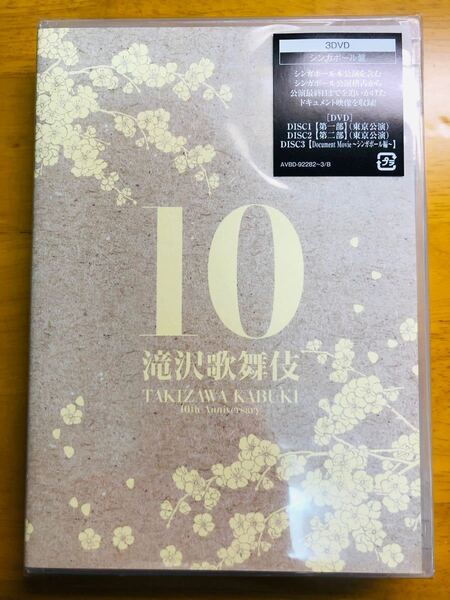 3DVD
シンガポール盤
シンガポール本公演を含む
シンガポール公演稽古から
公演最終日までを追いかけた
ドキュメント映像を収録!
[DVD]
DISC1【第一部】(東京公演)
DISC2【第二部】(東京公演)
DISC3【Document Movie～シンガポール編～】
AVBD-92282~3/B
10
滝沢歌舞伎
TAKIZAWA KABUKI
10th Anniversary